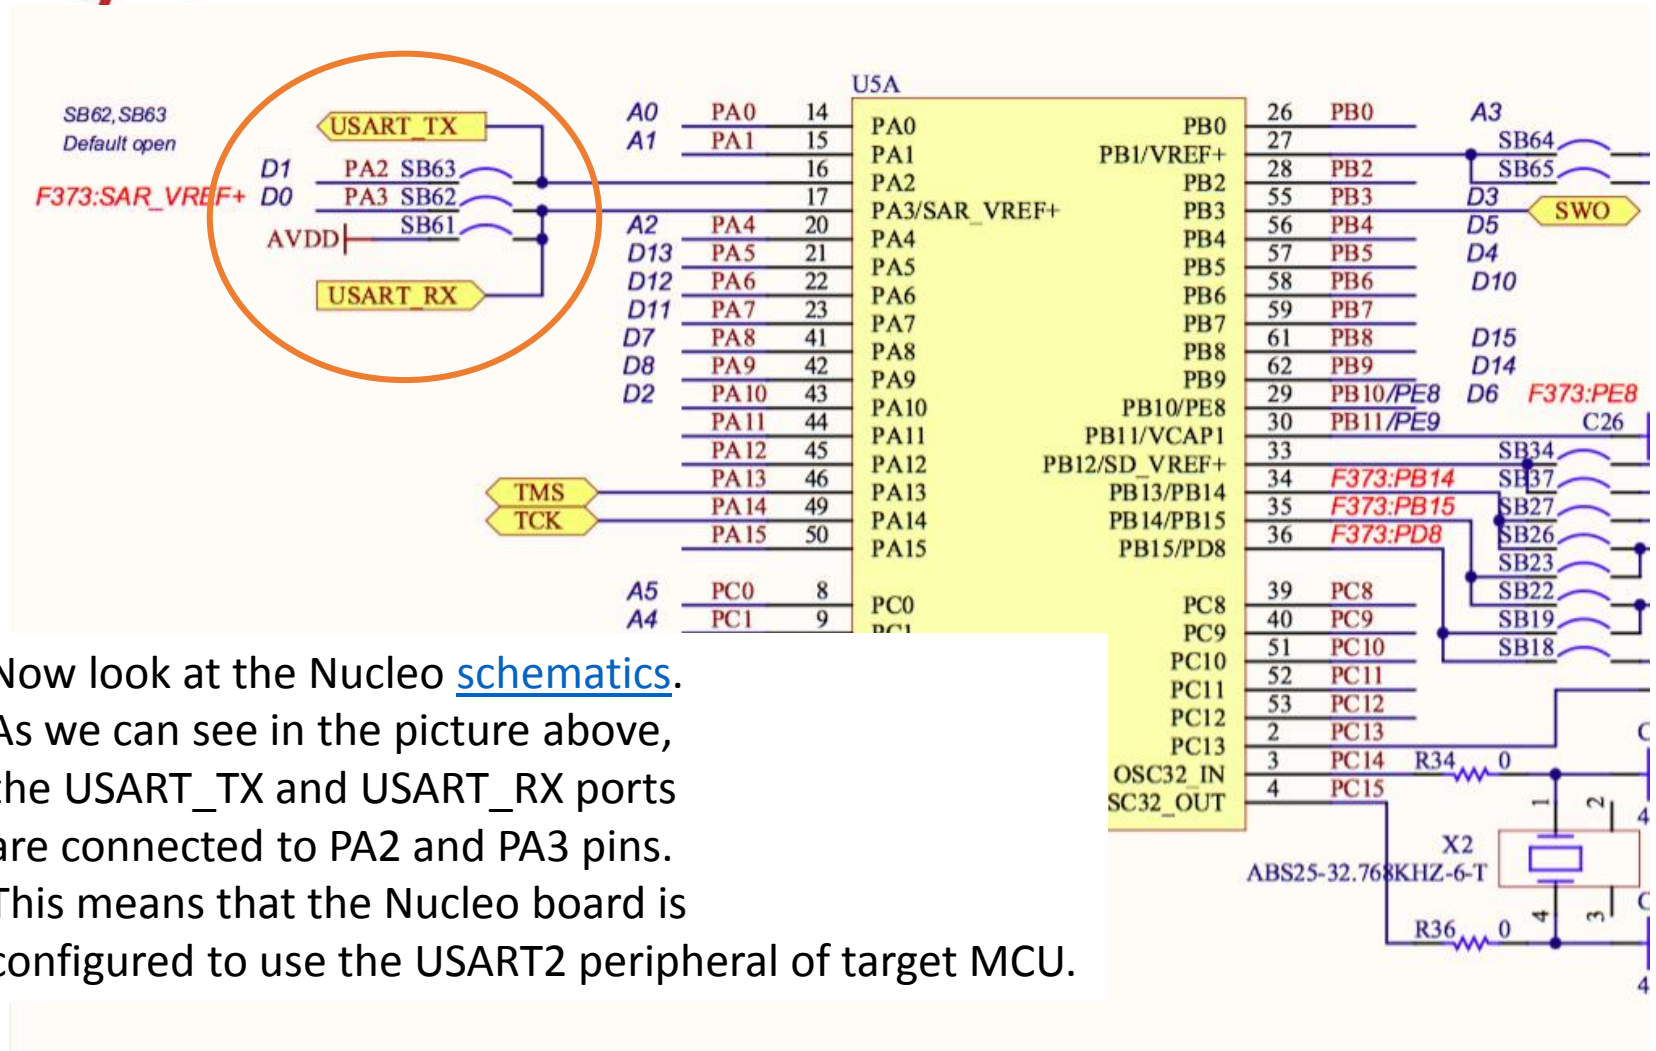 U5A
SB62,SB63
Default open
USART_TX
D1 PA2 SB63
F373:SAR_VREF+ D0 PA3 SB62
AVDD SB61
USART_RX
A0 PA0 14 PA0
A1 PA1 15 PA1
16 PA2
17 PA3/SAR_VREF+
A2 PA4 20 PA4
D13 PA5 21 PA5
D12 PA6 22 PA6
D11 PA7 23 PA7
D7 PA8 41 PA8
D8 PA9 42 PA9
D2 PA10 43 PA10
PA11 44 PA11
PA12 45 PA12
TMS PA13 46 PA13
TCK PA14 49 PA14
PA15 50 PA15
A5 PC0 8 PC0
A4 PC1 9 PC1
PB0 26 PB0 A3
PB1/VREF+ 27 SB64
PB2 28 PB2 SB65
PB3 55 PB3 D3 SWO
PB4 56 PB4 D5
PB5 57 PB5 D4
PB6 58 PB6 D10
PB7 59 PB7
PB8 61 PB8 D15
PB9 62 PB9 D14
PB10/PE8 29 PB10/PE8 D6 F373:PE8
PB11/VCAP1 30 PB11/PE9 C26
PB12/SD_VREF+ 33 SB34
PB13/PB14 34 F373:PB14 SB37
PB14/PB15 35 F373:PB15 SB27
PB15/PD8 36 F373:PD8 SB26
SB23
PC8 39 PC8 SB22
PC9 40 PC9 SB19
PC10 51 PC10 SB18
PC11 52 PC11
PC12 53 PC12
PC13 2 PC13
OSC32_IN 3 PC14 R34 0
SC32_OUT 4 PC15
1 2
X2
ABS25-32.768KHZ-6-T
4 3
R36 0
C
4
C
4
Now look at the Nucleo schematics.
As we can see in the picture above,
the USART_TX and USART_RX ports
are connected to PA2 and PA3 pins.
This means that the Nucleo board is
configured to use the USART2 peripheral of target MCU.